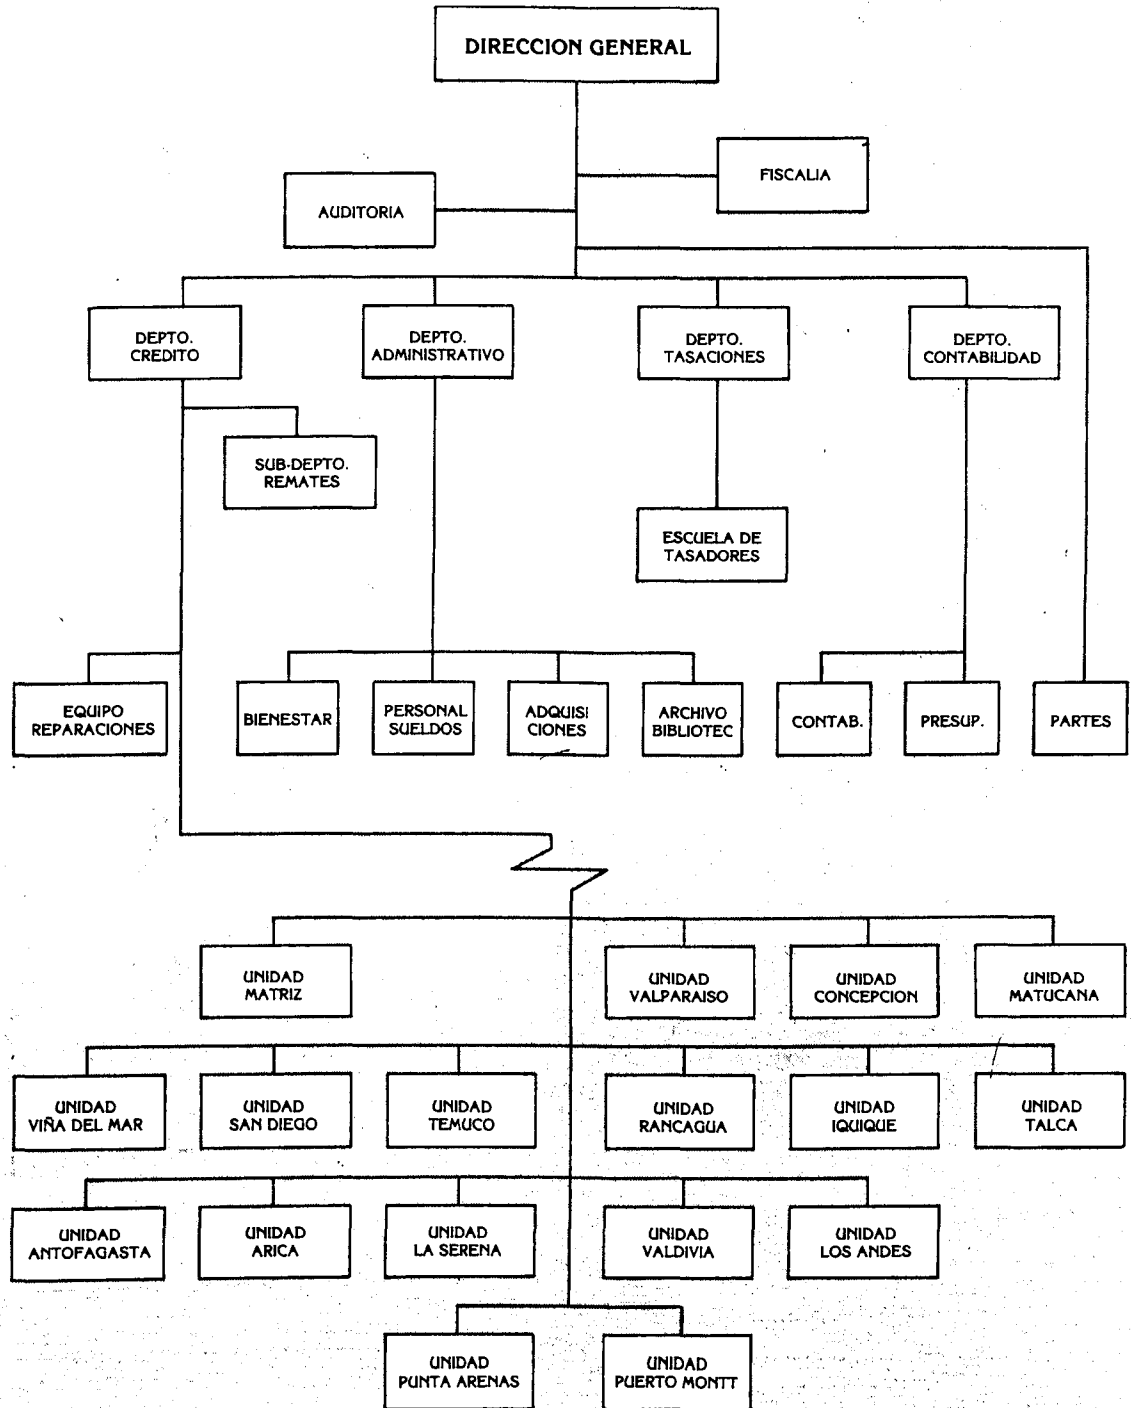 DIRECCION GENERAL
FISCALIA
AUDITORIA
DEPTO.
CREDITO
DEPTO.
ADMINISTRATIVO
DEPTO.
TASACIONES
DEPTO.
CONTABILIDAD
SUB-DEPTO.
REMATES
ESCUELA DE
TASADORES
EQUIPO
REPARACIONES
BIENESTAR
PERSONAL
SUELDOS
ADQUISI
CIONES
ARCHIVO
BIBLIOTEC
CONTAB.
PRESUP.
PARTES
UNIDAD
MATRIZ
UNIDAD
VALPARAISO
UNIDAD
CONCEPCION
UNIDAD
MATUCANA
UNIDAD
VIÑA DEL MAR
UNIDAD
SAN DIEGO
UNIDAD
TEMUCO
UNIDAD
RANCAGUA
UNIDAD
IQUIQUE
UNIDAD
TALCA
UNIDAD
ANTOFAGASTA
UNIDAD
ARICA
UNIDAD
LA SERENA
UNIDAD
VALDIVIA
UNIDAD
LOS ANDES
UNIDAD
PUNTA ARENAS
UNIDAD
PUERTO MONTT